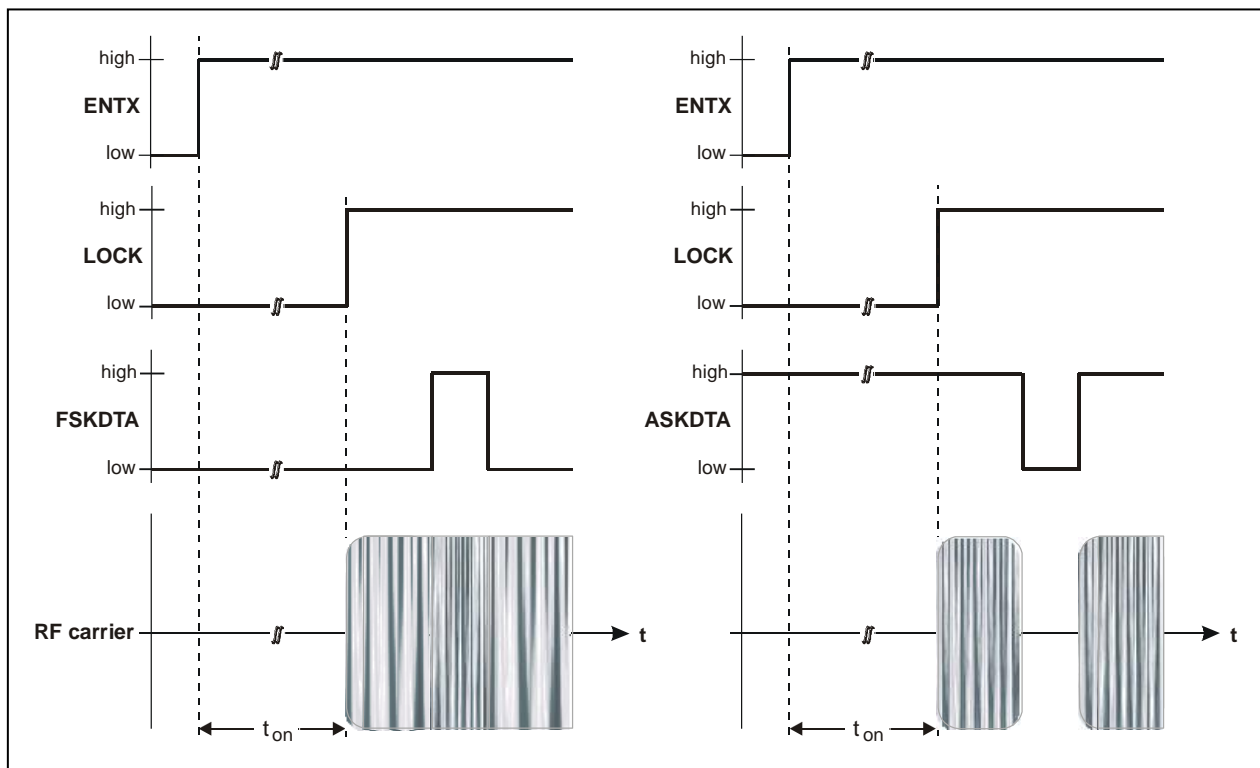 high
ENTX
low
high
LOCK
low
high
FSKDTA
low
RF carrier
t
t on
high
ENTX
low
high
LOCK
low
high
ASKDTA
low
t
t on